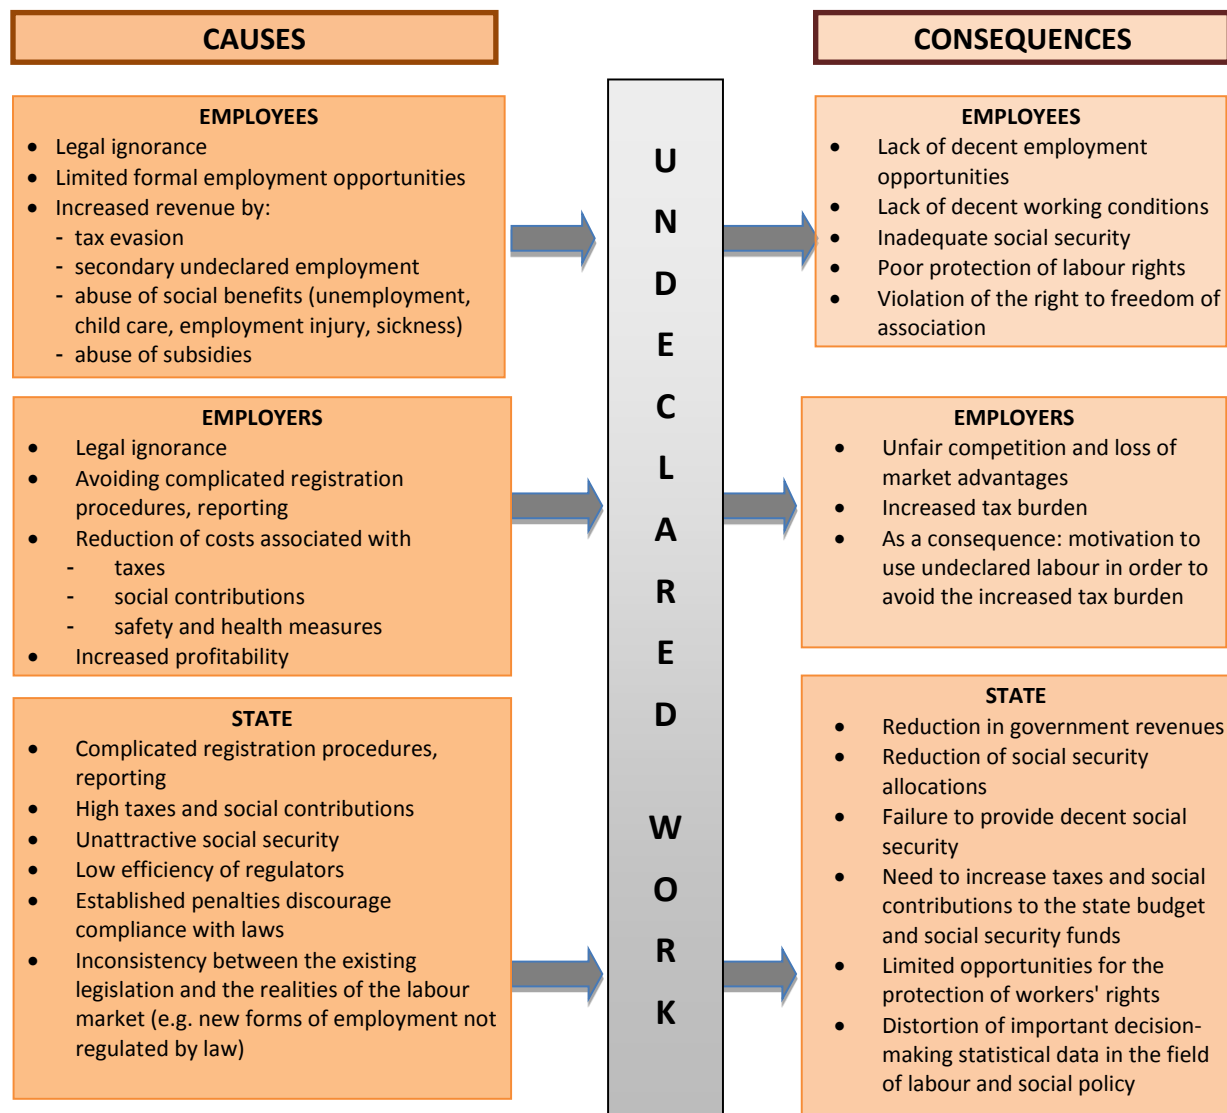 CAUSES
EMPLOYEES
• Legal ignorance
• Limited formal employment opportunities
• Increased revenue by:
- tax evasion
- secondary undeclared employment
- abuse of social benefits (unemployment,
child care, employment injury, sickness)
- abuse of subsidies
EMPLOYERS
• Legal ignorance
• Avoiding complicated registration
procedures, reporting
• Reduction of costs associated with
- taxes
- social contributions
- safety and health measures
• Increased profitability
STATE
• Complicated registration procedures,
reporting
• High taxes and social contributions
• Unattractive social security
• Low efficiency of regulators
• Established penalties discourage
compliance with laws
• Inconsistency between the existing
legislation and the realities of the labour
market (e.g. new forms of employment not
regulated by law)
U
N
D
E
C
L
A
R
E
D
W
O
R
K
CONSEQUENCES
EMPLOYEES
• Lack of decent employment
opportunities
• Lack of decent working conditions
• Inadequate social security
• Poor protection of labour rights
• Violation of the right to freedom of
association
EMPLOYERS
• Unfair competition and loss of
market advantages
• Increased tax burden
• As a consequence: motivation to
use undeclared labour in order to
avoid the increased tax burden
STATE
• Reduction in government revenues
• Reduction of social security
allocations
• Failure to provide decent social
security
• Need to increase taxes and social
contributions to the state budget
and social security funds
• Limited opportunities for the
protection of workers' rights
• Distortion of important decision-
making statistical data in the field
of labour and social policy